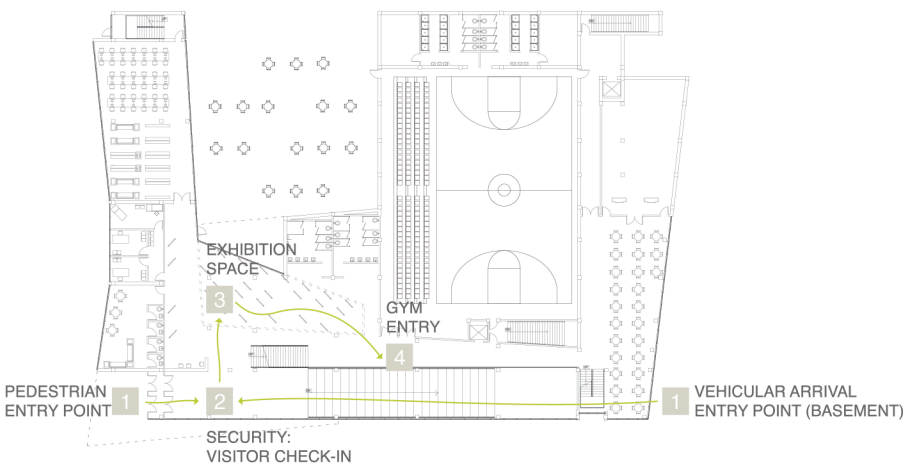 EXHIBITION
SPACE
3
GYM
ENTRY
4
PEDESTRIAN
ENTRY POINT
1
2
1
VEHICULAR ARRIVAL
ENTRY POINT (BASEMENT)
SECURITY:
VISITOR CHECK-IN